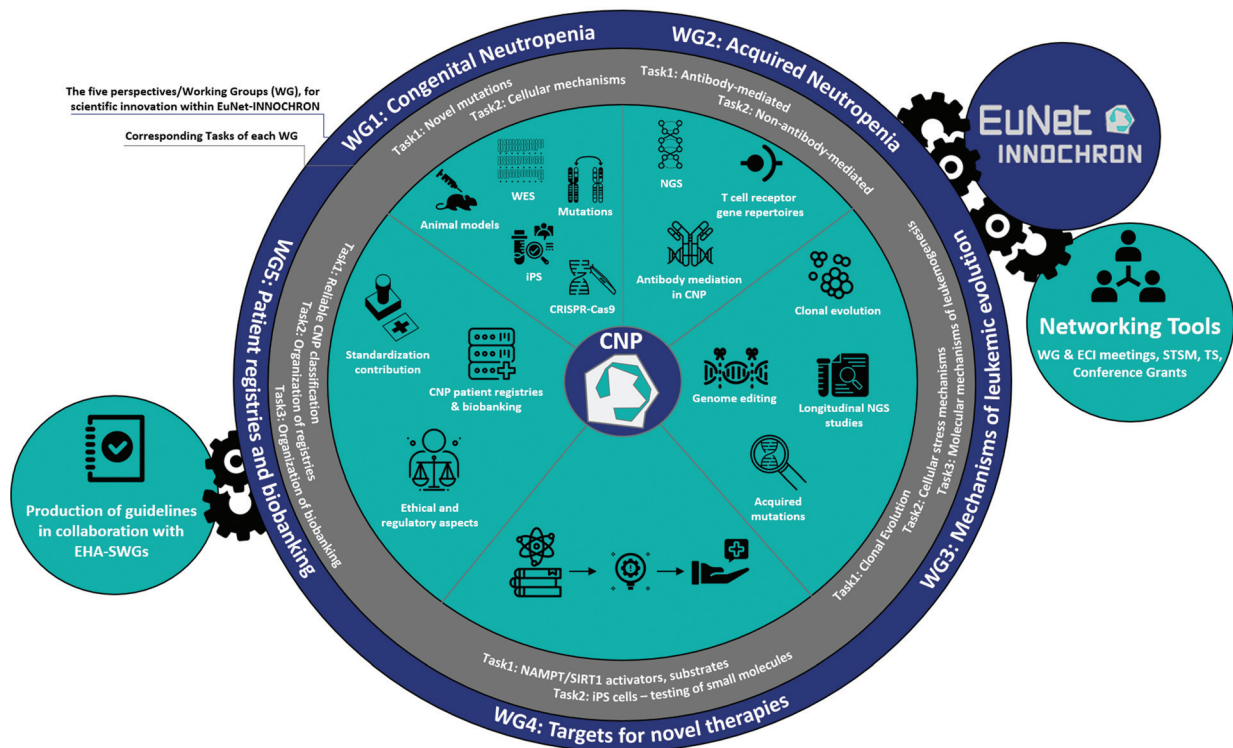 The five perspectives/Working Groups (WG), for
scientific innovation within EuNet-INNOCHRON
Corresponding Tasks of each WG
WG1: Congenital Neutropenia
Task1: Novel mutations
Task2: Cellular mechanisms
WES
Mutations
Animal models
iPS
CRISPR-Cas9
WG2: Acquired Neutropenia
Task1: Antibody-mediated
Task2: Non-antibody-mediated
NGS
T cell receptor
gene repertoires
Antibody mediation
in CNP
EuNet
INNOCHRON
Networking Tools
WG & ECI meetings, STSM, TS,
Conference Grants
WG3: Mechanisms of leukemic evolution
Task1: Clonal Evolution
Task2: Cellular stress mechanisms
Task3: Molecular mechanisms of leukemogenesis
Clonal evolution
Genome editing
Longitudinal NGS
studies
Acquired
mutations
CNP
WG4: Targets for novel therapies
Task1: NAMPT/SIRT1 activators, substrates
Task2: iPS cells – testing of small molecules
WG5: Patient registries and biobanking
Task1: Reliable CNP classification
Task2: Organization of registries
Task3: Organization of biobanking
Standardization
contribution
CNP patient registries
& biobanking
Ethical and
regulatory aspects
Production of guidelines
in collaboration with
EHA-SWGs